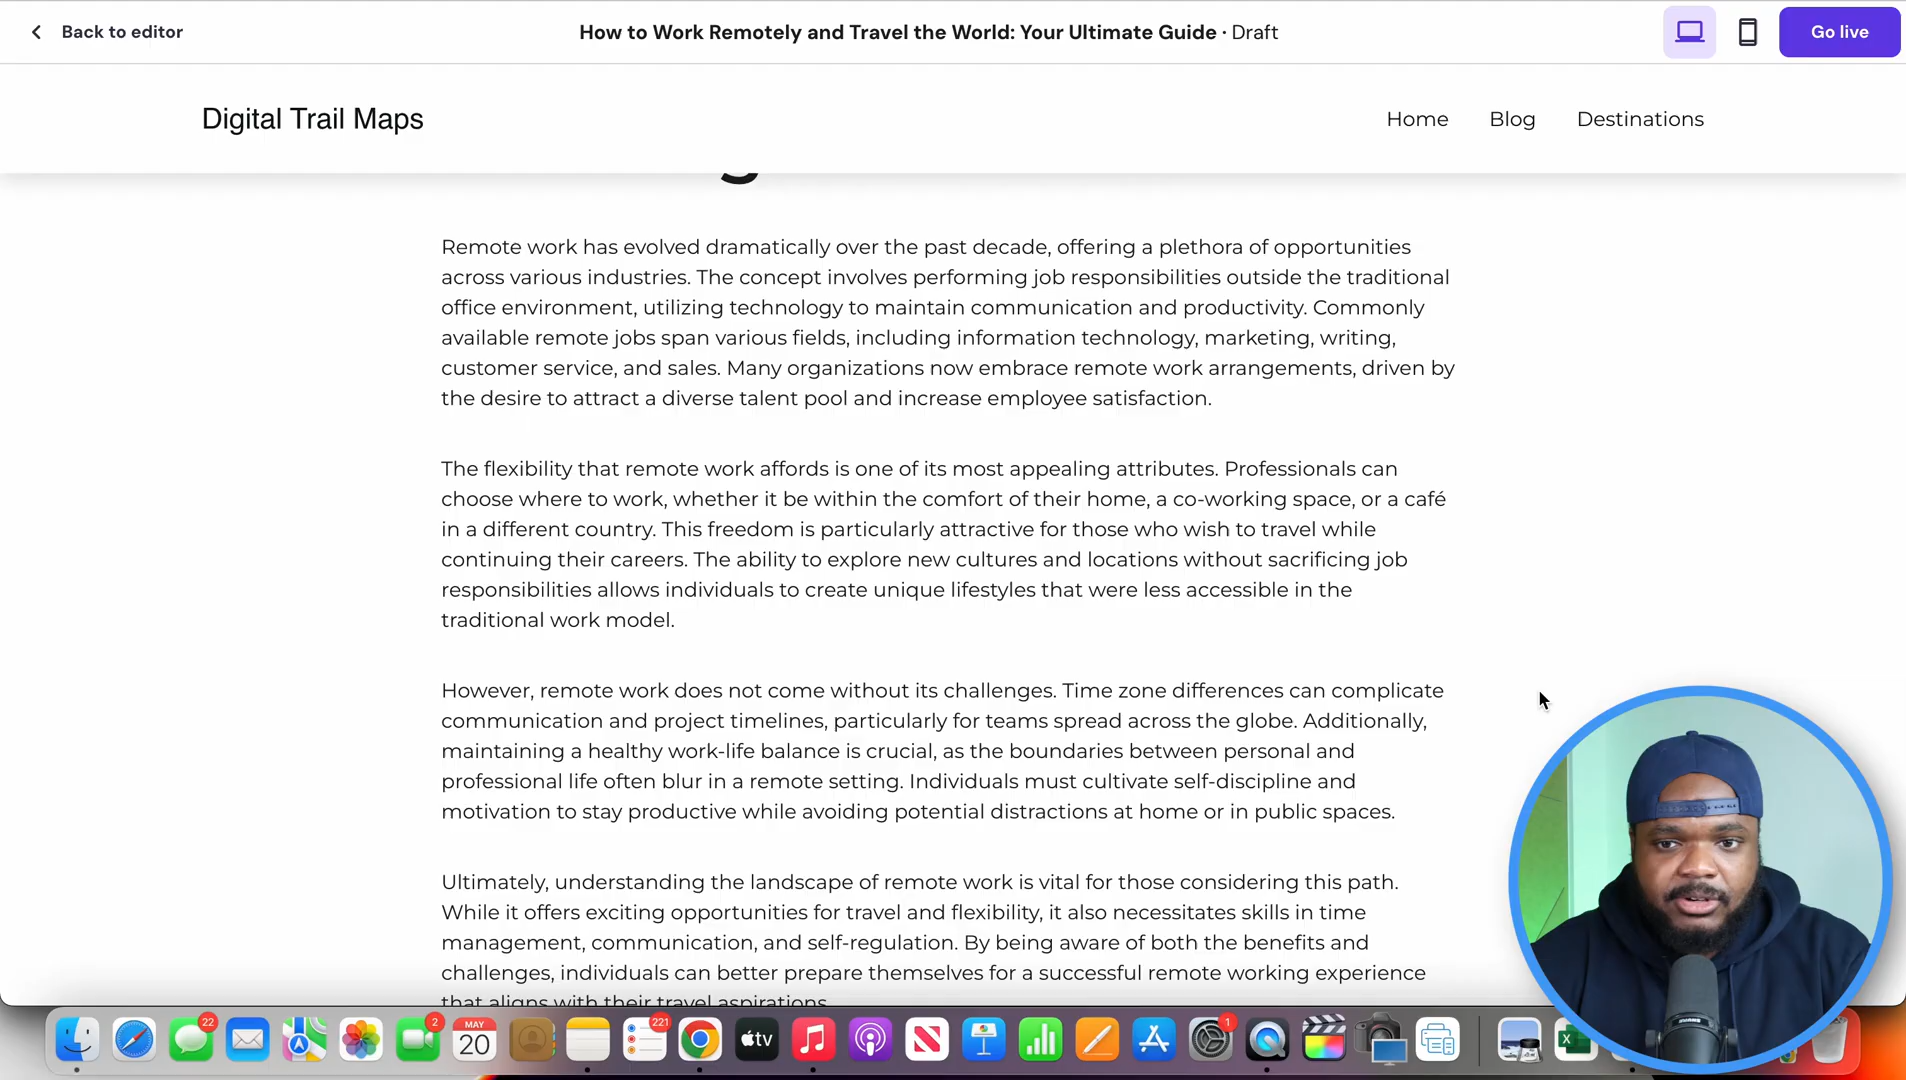 Back to editor
How to Work Remotely and Travel the World: Your Ultimate Guide · Draft
Go live
Digital Trail Maps
Home
Blog
Destinations
Remote work has evolved dramatically over the past decade, offering a plethora of opportunities
across various industries. The concept involves performing job responsibilities outside the traditional
office environment, utilizing technology to maintain communication and productivity. Commonly
available remote jobs span various fields, including information technology, marketing, writing,
customer service, and sales. Many organizations now embrace remote work arrangements, driven by
the desire to attract a diverse talent pool and increase employee satisfaction.
The flexibility that remote work affords is one of its most appealing attributes. Professionals can
choose where to work, whether it be within the comfort of their home, a co-working space, or a café
in a different country. This freedom is particularly attractive for those who wish to travel while
continuing their careers. The ability to explore new cultures and locations without sacrificing job
responsibilities allows individuals to create unique lifestyles that were less accessible in the
traditional work model.
However, remote work does not come without its challenges. Time zone differences can complicate
communication and project timelines, particularly for teams spread across the globe. Additionally,
maintaining a healthy work-life balance is crucial, as the boundaries between personal and
professional life often blur in a remote setting. Individuals must cultivate self-discipline and
motivation to stay productive while avoiding potential distractions at home or in public spaces.
Ultimately, understanding the landscape of remote work is vital for those considering this path.
While it offers exciting opportunities for travel and flexibility, it also necessitates skills in time
management, communication, and self-regulation. By being aware of both the benefits and
challenges, individuals can better prepare themselves for a successful remote working experience
that aligns with their travel aspirations.
22
2
MAY
20
221
tv
1
X